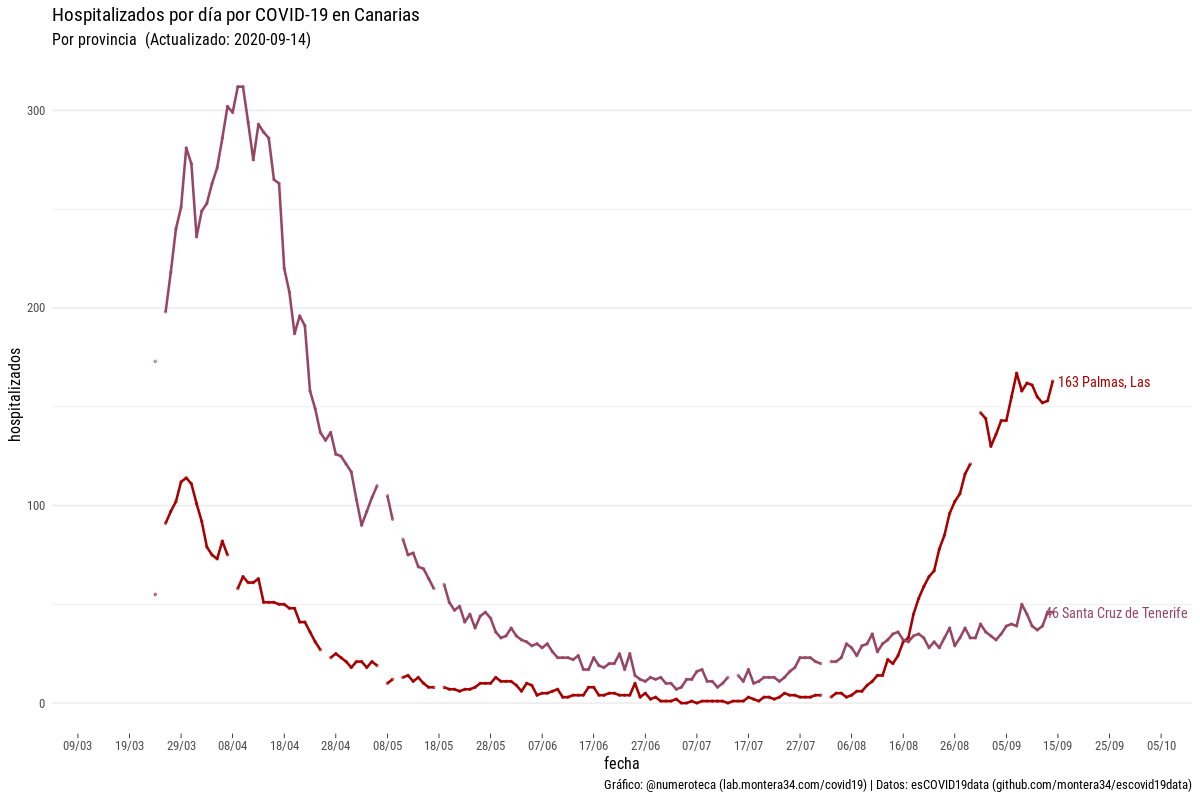 Hospitalizados por día por COVID-19 en Canarias
Por provincia (Actualizado: 2020-09-14)
hospitalizados
300
200
100
0
163 Palmas, Las
46 Santa Cruz de Tenerife
09/03 19/03 29/03 08/04 18/04 28/04 08/05 18/05 28/05 07/06 17/06 27/06 07/07 17/07 27/07 06/08 16/08 26/08 05/09 15/09 25/09 05/10
fecha
Gráfico: @numeroteca (lab.montera34.com/covid19) | Datos: esCOVID19data (github.com/montera34/escovid19data)